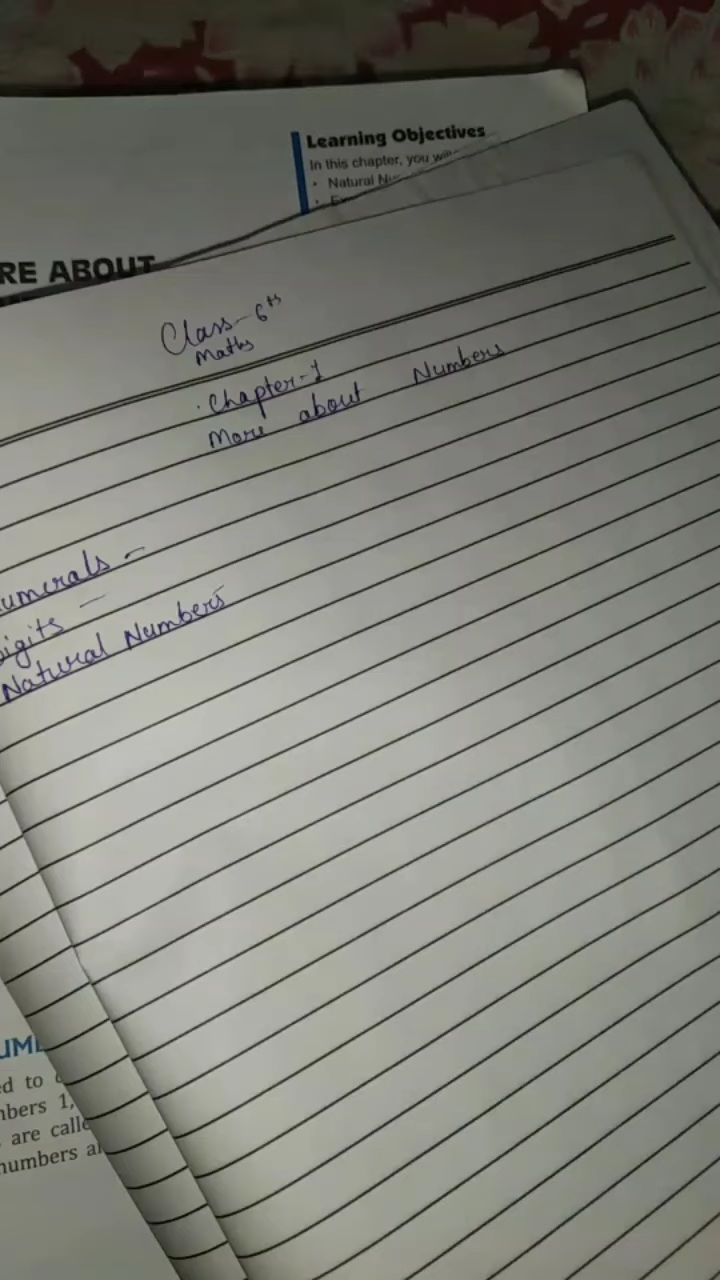 Learning Objectives
In this chapter, you
• Natural
RE ABOUT
Class-6th
Maths
Chapter-1
More about Numbers
umerals -
igits -
Natural Numbers
UME
ed to
nbers 1,
are calle
numbers